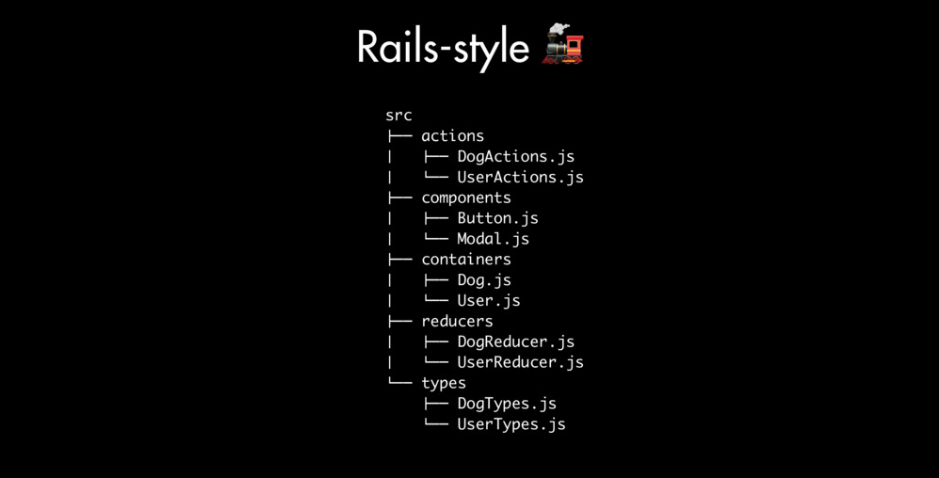 Rails-style 🚂
src
├── actions
|   ├── DogActions.js
|   └── UserActions.js
├── components
|   ├── Button.js
|   └── Modal.js
├── containers
|   ├── Dog.js
|   └── User.js
├── reducers
|   ├── DogReducer.js
|   └── UserReducer.js
└── types
    ├── DogTypes.js
    └── UserTypes.js